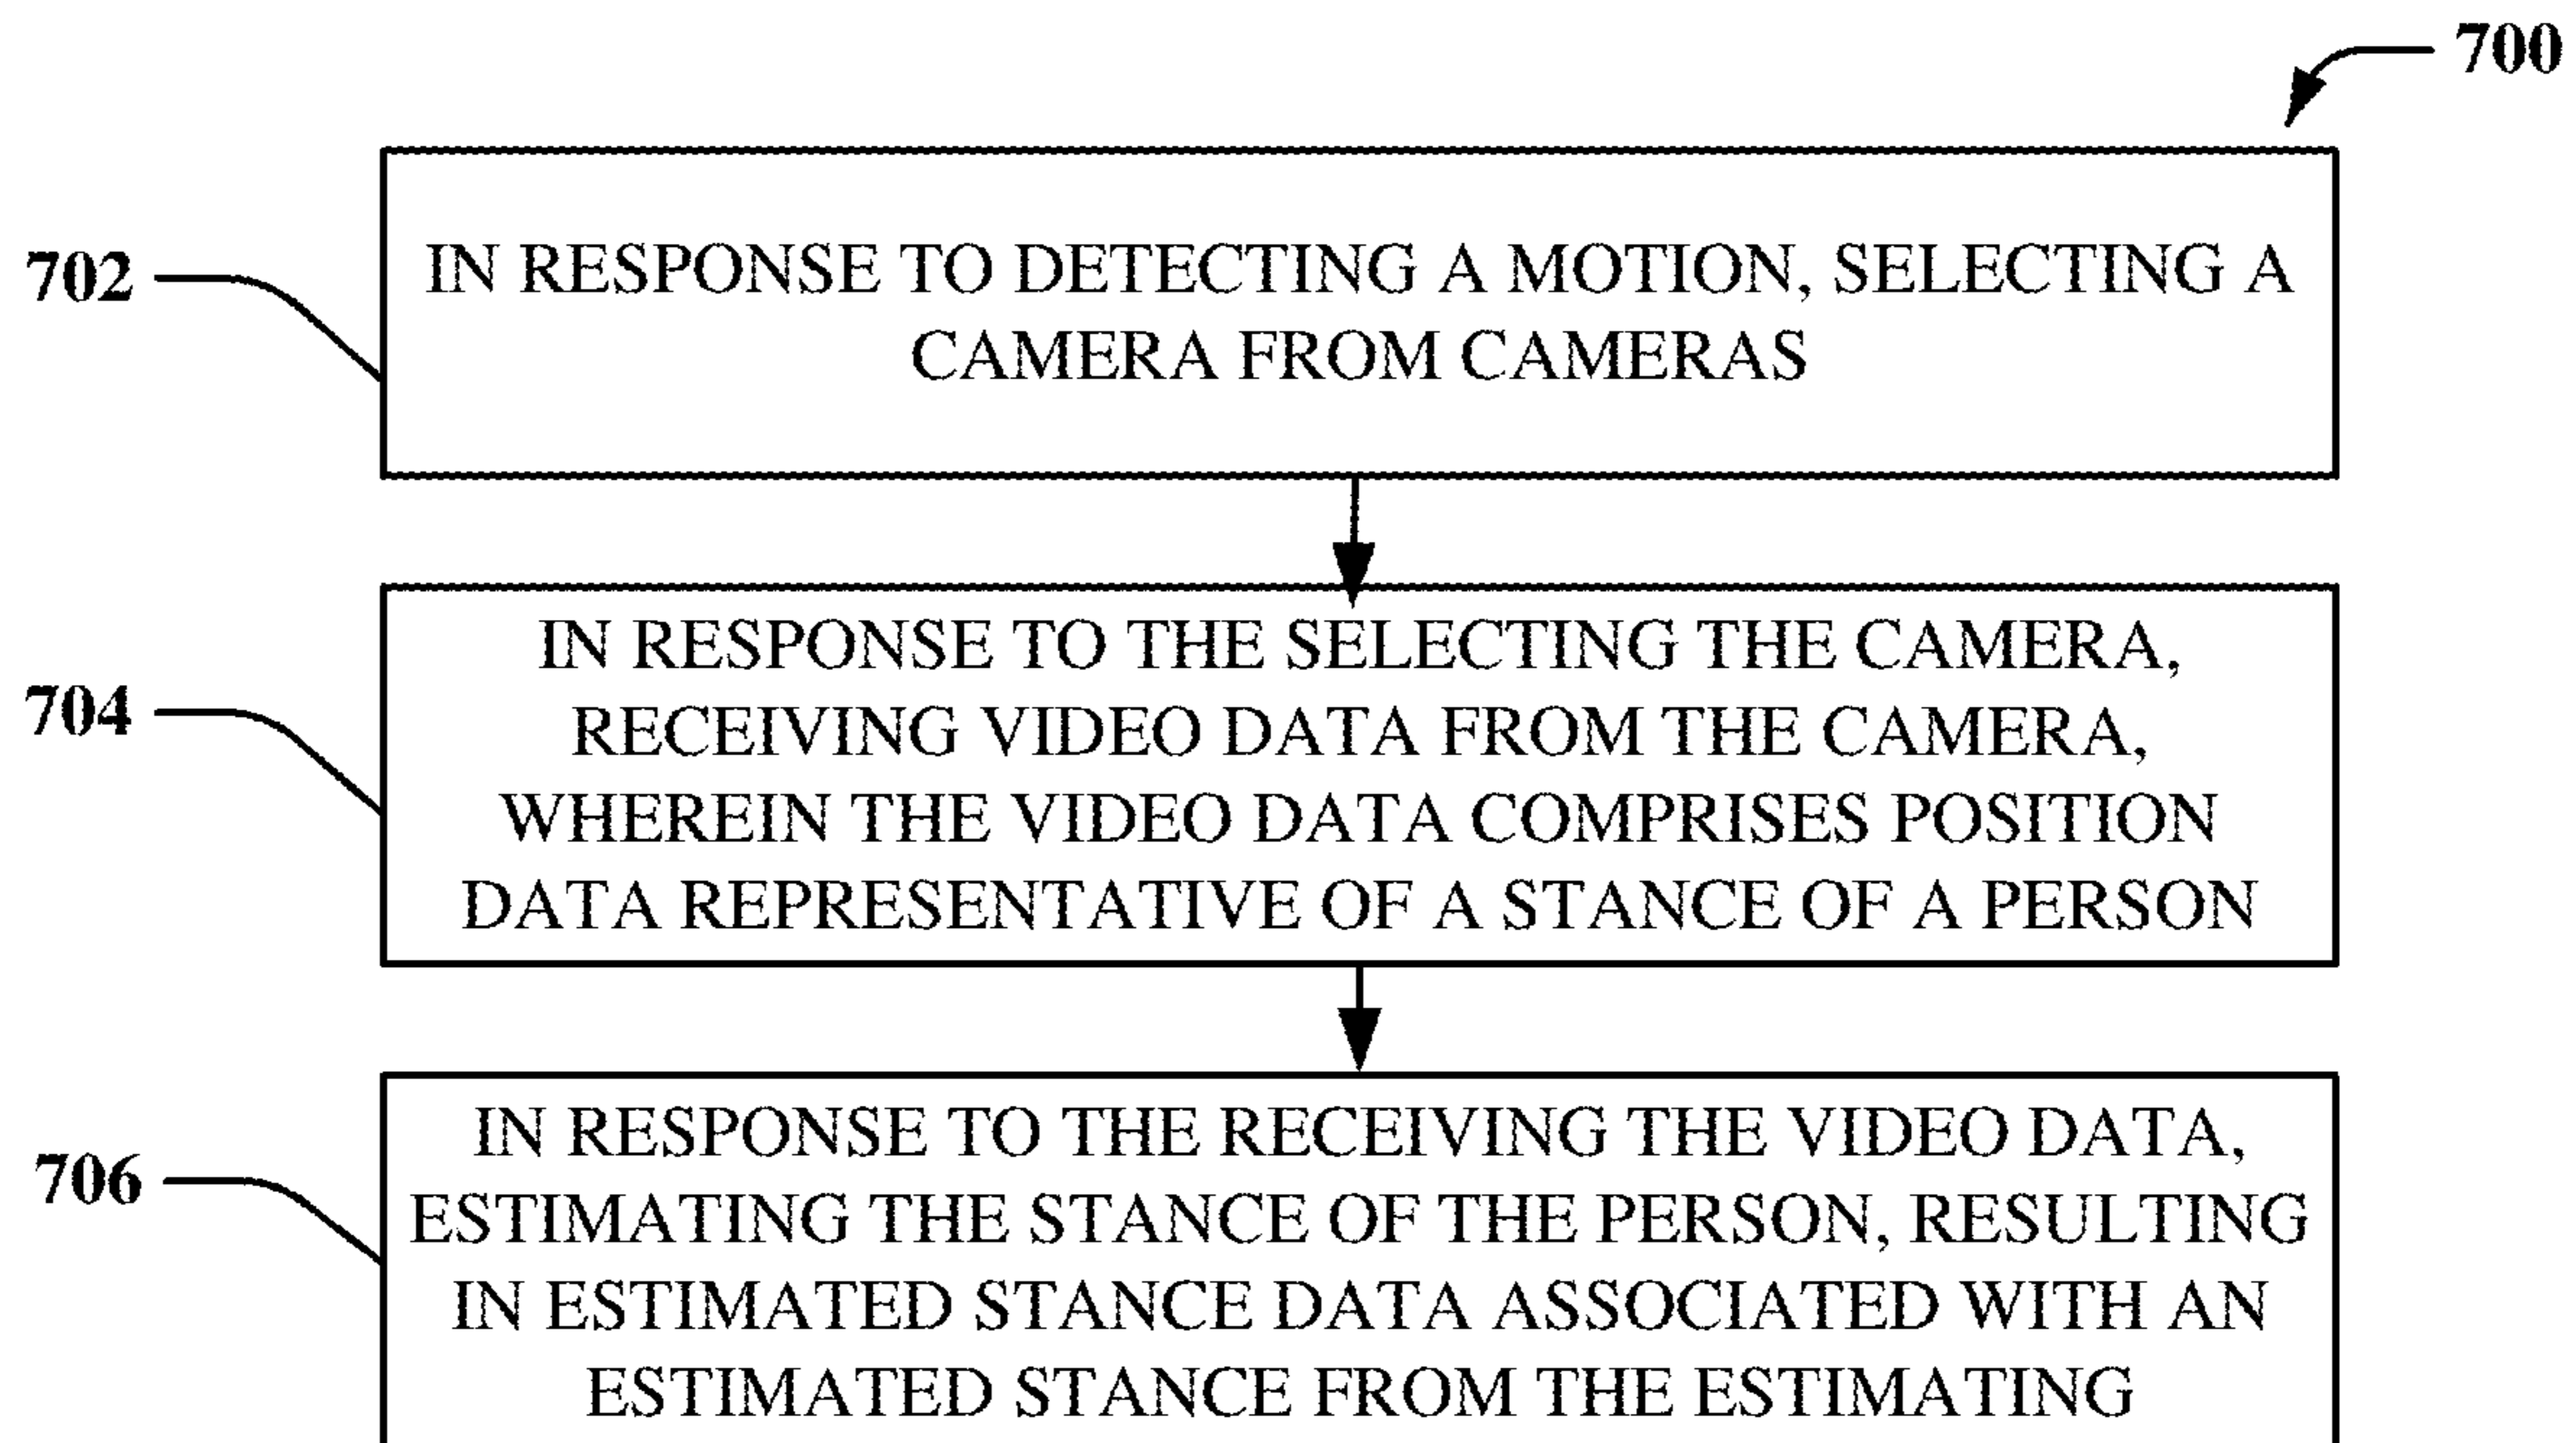 700
702
IN RESPONSE TO DETECTING A MOTION, SELECTING A
CAMERA FROM CAMERAS
704
IN RESPONSE TO THE SELECTING THE CAMERA,
RECEIVING VIDEO DATA FROM THE CAMERA,
WHEREIN THE VIDEO DATA COMPRISES POSITION
DATA REPRESENTATIVE OF A STANCE OF A PERSON
706
IN RESPONSE TO THE RECEIVING THE VIDEO DATA,
ESTIMATING THE STANCE OF THE PERSON, RESULTING
IN ESTIMATED STANCE DATA ASSOCIATED WITH AN
ESTIMATED STANCE FROM THE ESTIMATING